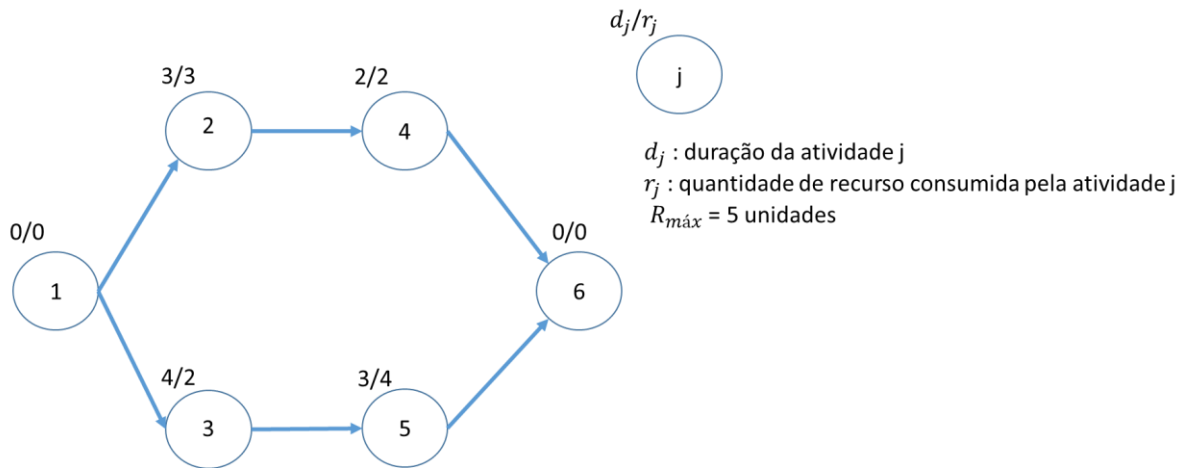 d_j/r_j
j
3/3
2/2
2
4
d_j : duração da atividade j
r_j : quantidade de recurso consumida pela atividade j
R_máx = 5 unidades
0/0
0/0
1
6
4/2
3/4
3
5